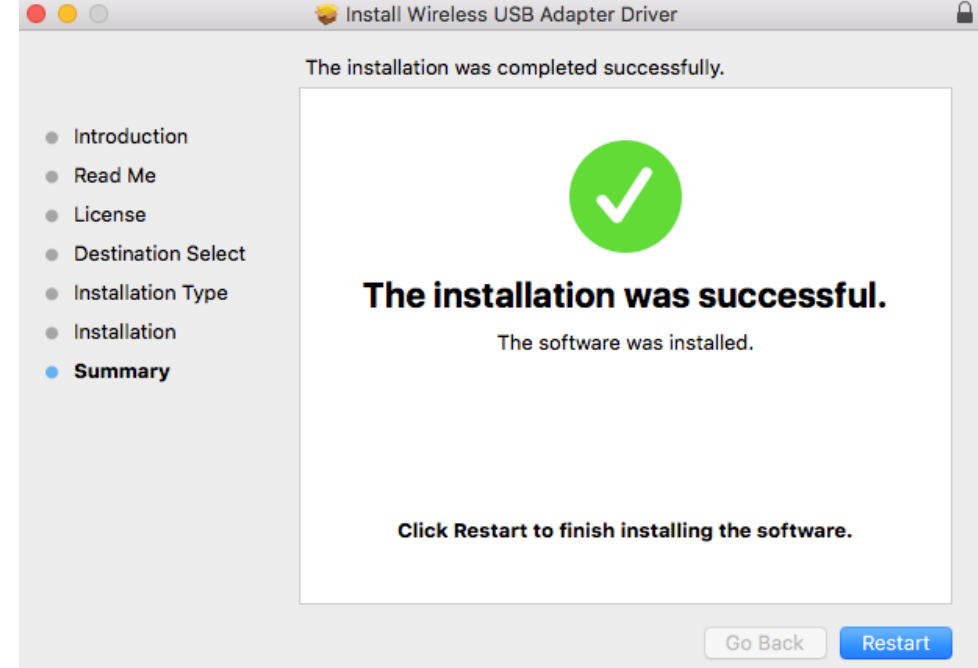 Install Wireless USB Adapter Driver
The installation was completed successfully.
Introduction
Read Me
License
Destination Select
Installation Type
Installation
Summary
The installation was successful.
The software was installed.
Click Restart to finish installing the software.
Go Back
Restart